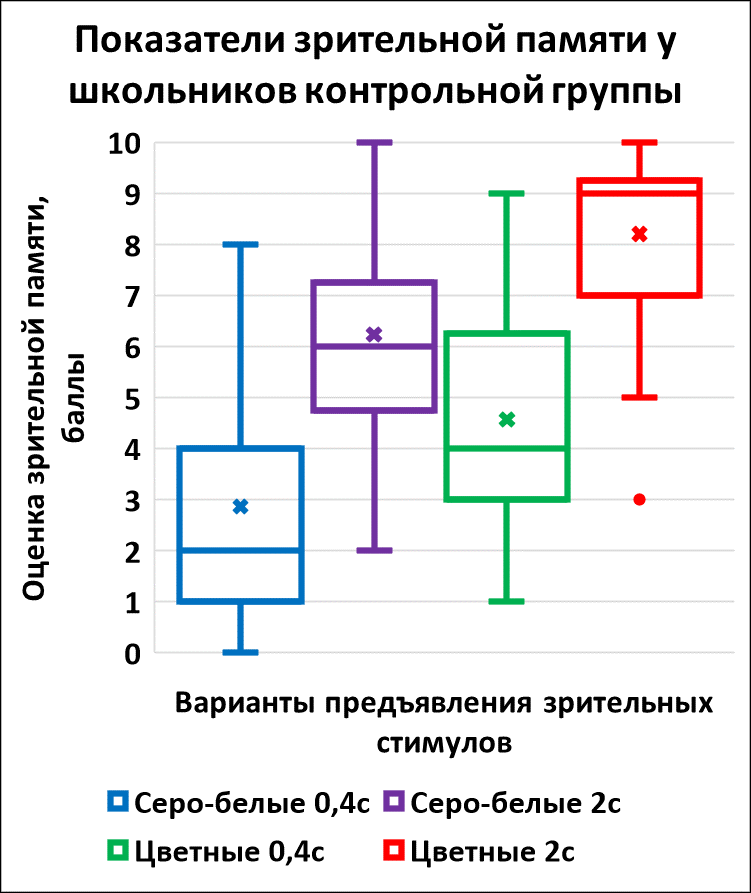 Показатели зрительной памяти у
школьников контрольной группы
Оценка зрительной памяти,
баллы
10
9
8
7
6
5
4
3
2
1
0
Варианты предъявления зрительных
стимулов
Серо-белые 0,4с Серо-белые 2с
Цветные 0,4с Цветные 2с